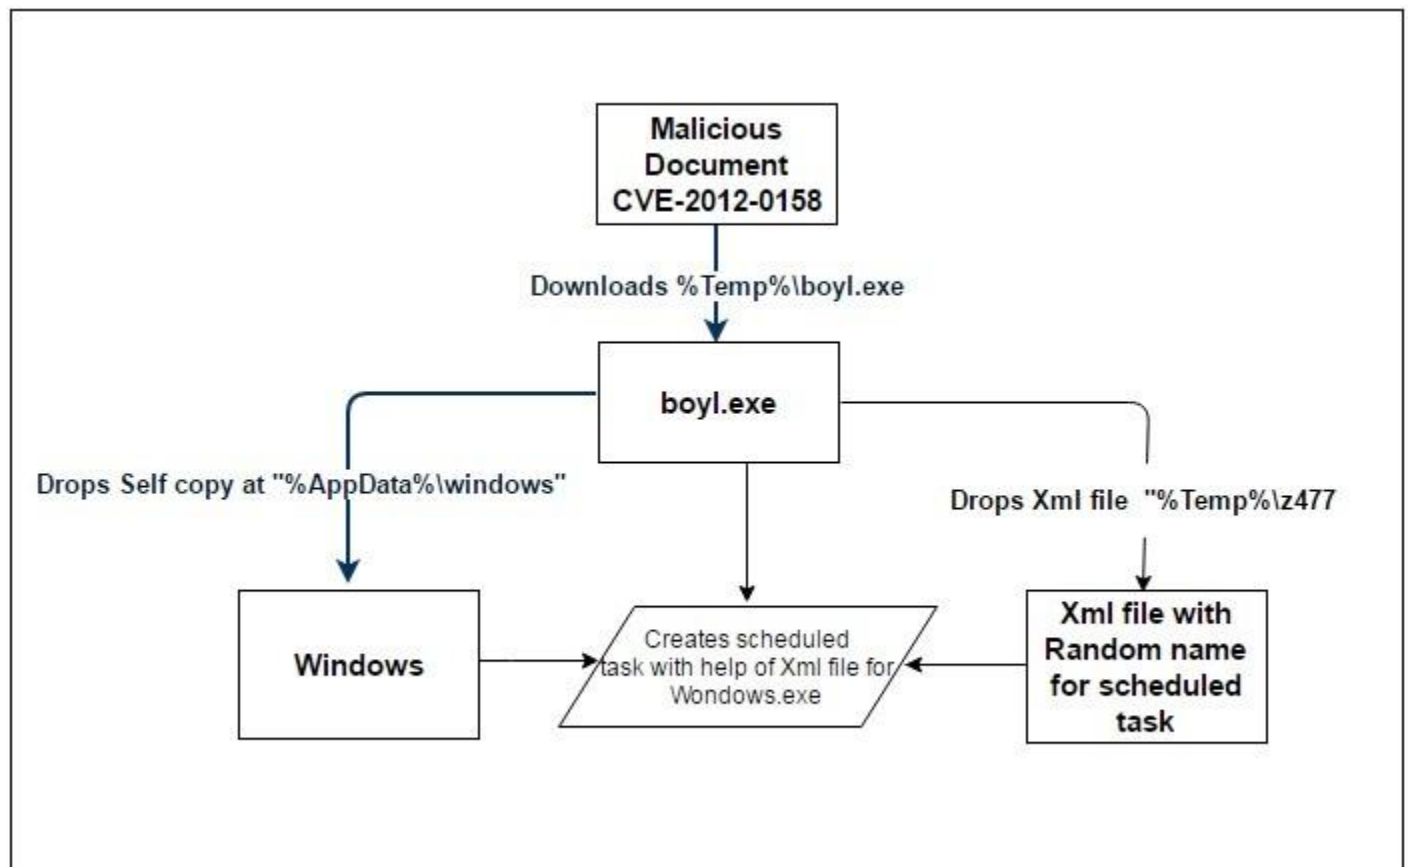 Malicious
Document
CVE-2012-0158
Downloads %Temp%\boyl.exe
boyl.exe
Drops Self copy at "%AppData%\windows"
Drops Xml file "%Temp%\z477
Windows
Creates scheduled
task with help of Xml file for
Wondows.exe
Xml file with
Random name
for scheduled
task